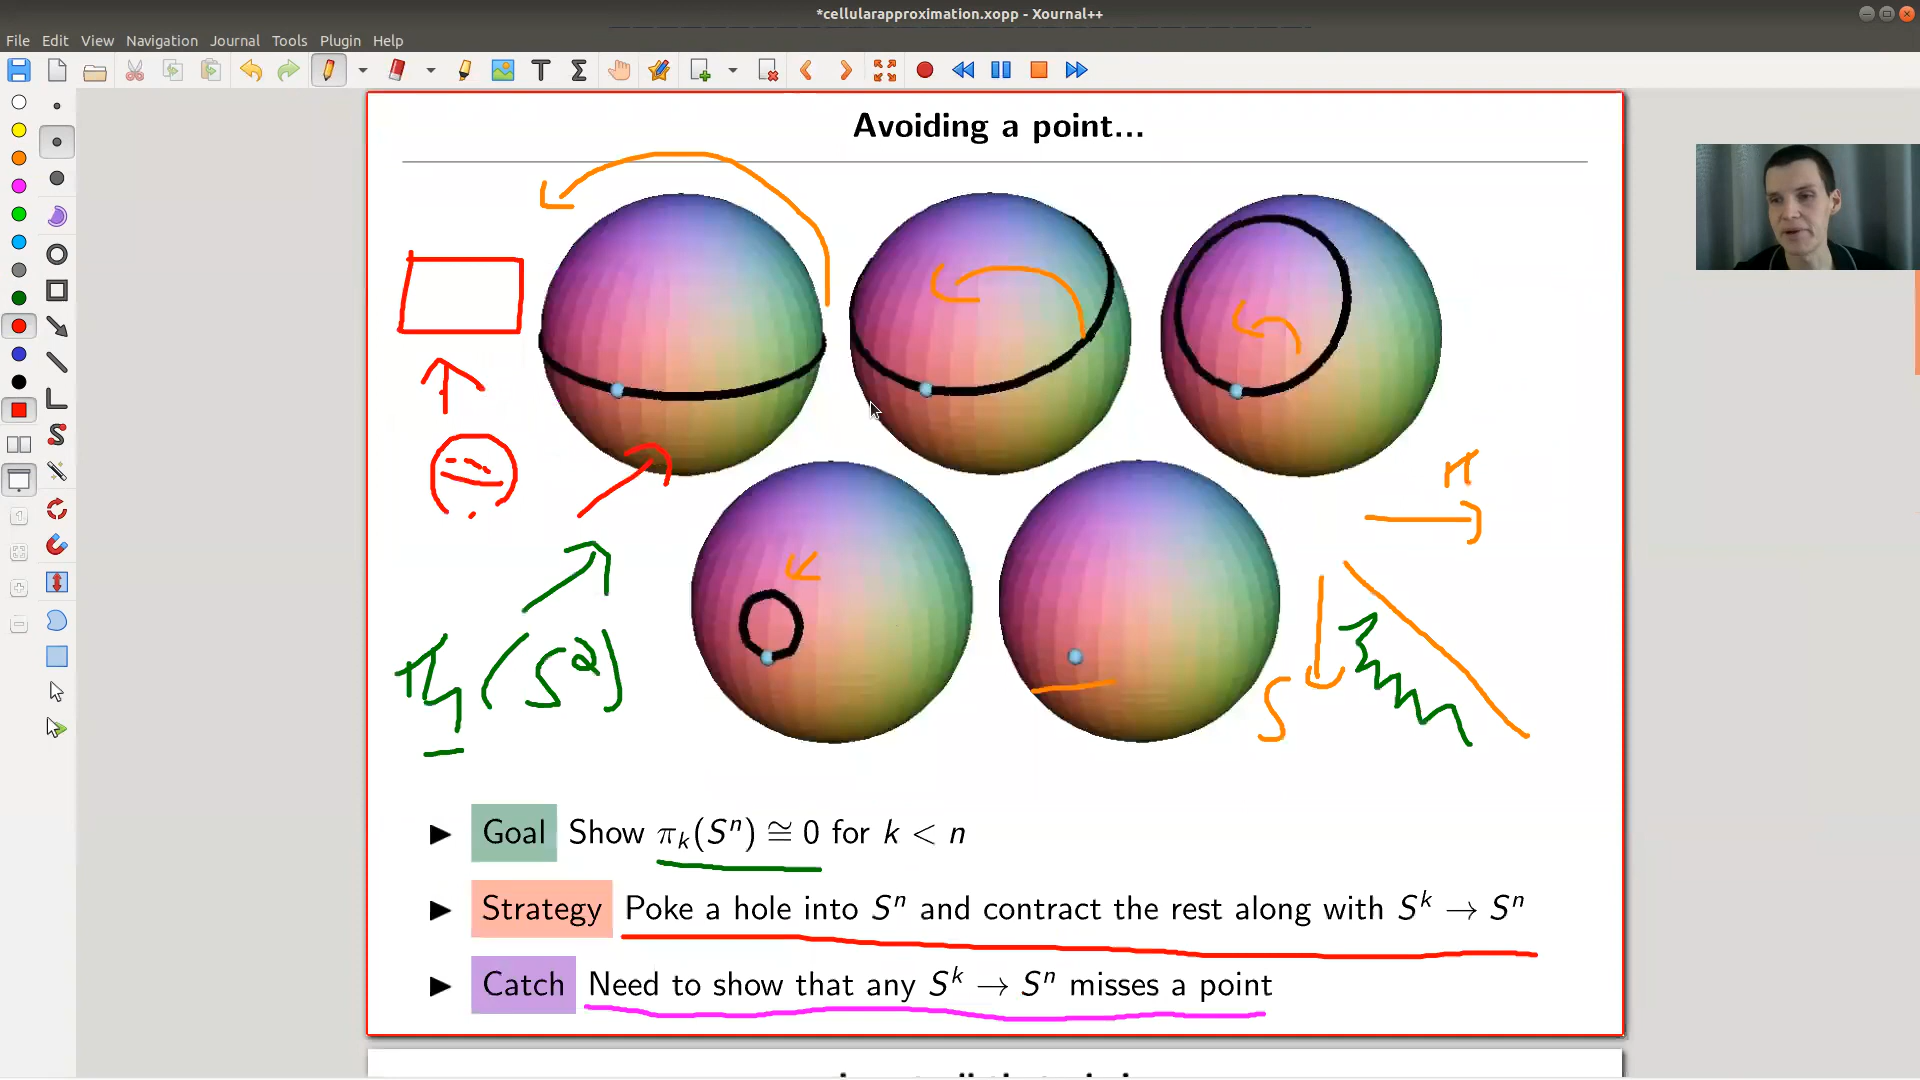 *cellularapproximation.xopp - Xournal++
File Edit View Navigation Journal Tools Plugin Help
Avoiding a point...
π
π₁(S²)
S
▶ Goal Show πₖ(Sⁿ) ≅ 0 for k < n
▶ Strategy Poke a hole into Sⁿ and contract the rest along with Sᵏ → Sⁿ
▶ Catch Need to show that any Sᵏ → Sⁿ misses a point